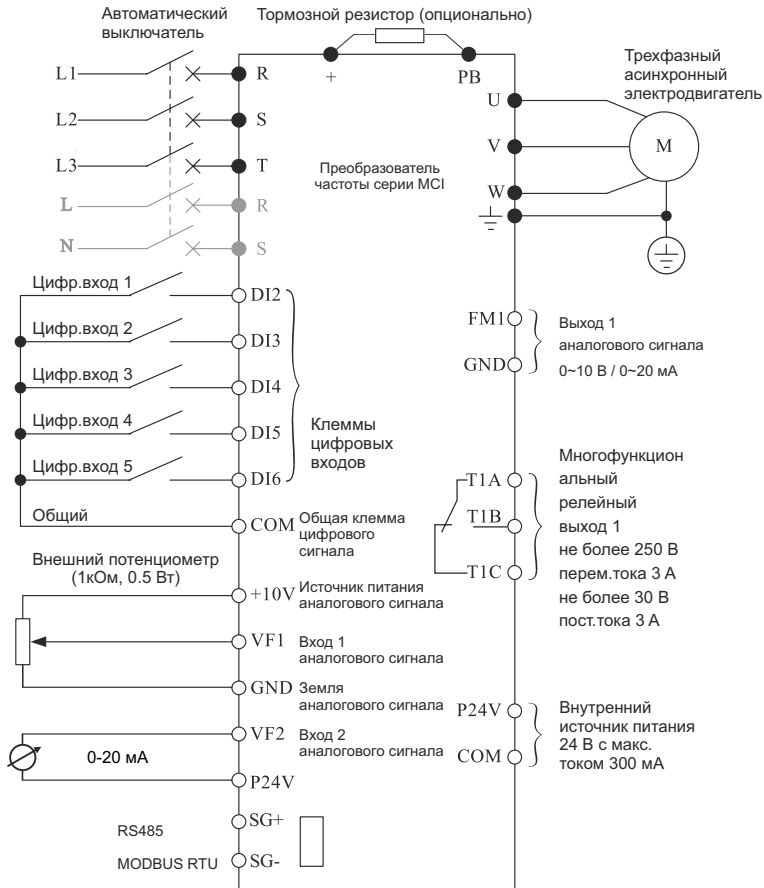 Автоматический
выключатель
Тормозной резистор (опционально)
+
PB
L1
R
L2
S
L3
T
L
R
N
S
Преобразователь
частоты серии MCI
Трехфазный
асинхронный
электродвигатель
U
V
W
M
Цифр.вход 1
DI2
Цифр.вход 2
DI3
Цифр.вход 3
DI4
Цифр.вход 4
DI5
Цифр.вход 5
DI6
Клеммы
цифровых
входов
Общий
COM
Общая клемма
цифрового
сигнала
Внешний потенциометр
(1кОм, 0.5 Вт)
+10V
Источник питания
аналогового сигнала
VF1
Вход 1
аналогового сигнала
GND
Земля
аналогового сигнала
VF2
Вход 2
аналогового сигнала
0-20 мА
P24V
RS485
SG+
MODBUS RTU
SG-
FM1
GND
Выход 1
аналогового сигнала
0~10 В / 0~20 мА
T1A
T1B
T1C
Многофункцион
альный
релейный
выход 1
не более 250 В
перем.тока 3 А
не более 30 В
пост.тока 3 А
P24V
COM
Внутренний
источник питания
24 В с макс.
током 300 мА